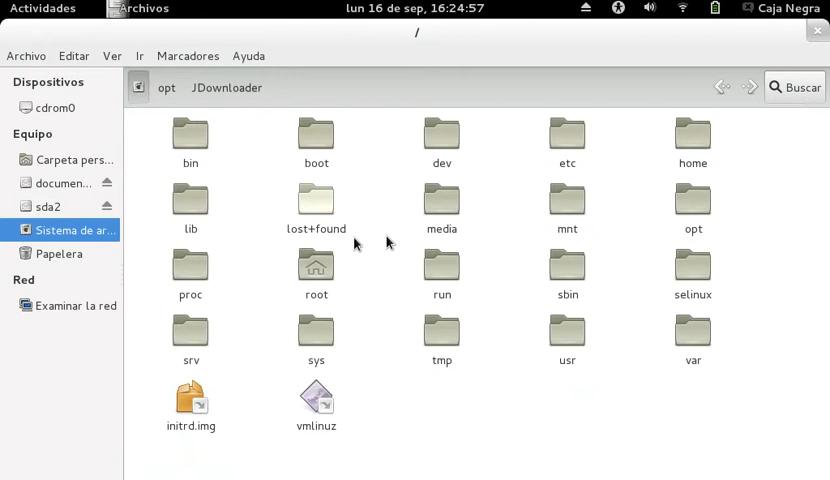 Actividades Archivos lun 16 de sep, 16:24:57 Caja Negra
/
Archivo Editar Ver Ir Marcadores Ayuda
Dispositivos
cdrom0
Equipo
Carpeta pers...
documen...
sda2
Sistema de ar...
Papelera
Red
Examinar la red
opt JDownloader Buscar
bin boot dev etc home
lib lost+found media mnt opt
proc root run sbin selinux
srv sys tmp usr var
initrd.img vmlinuz